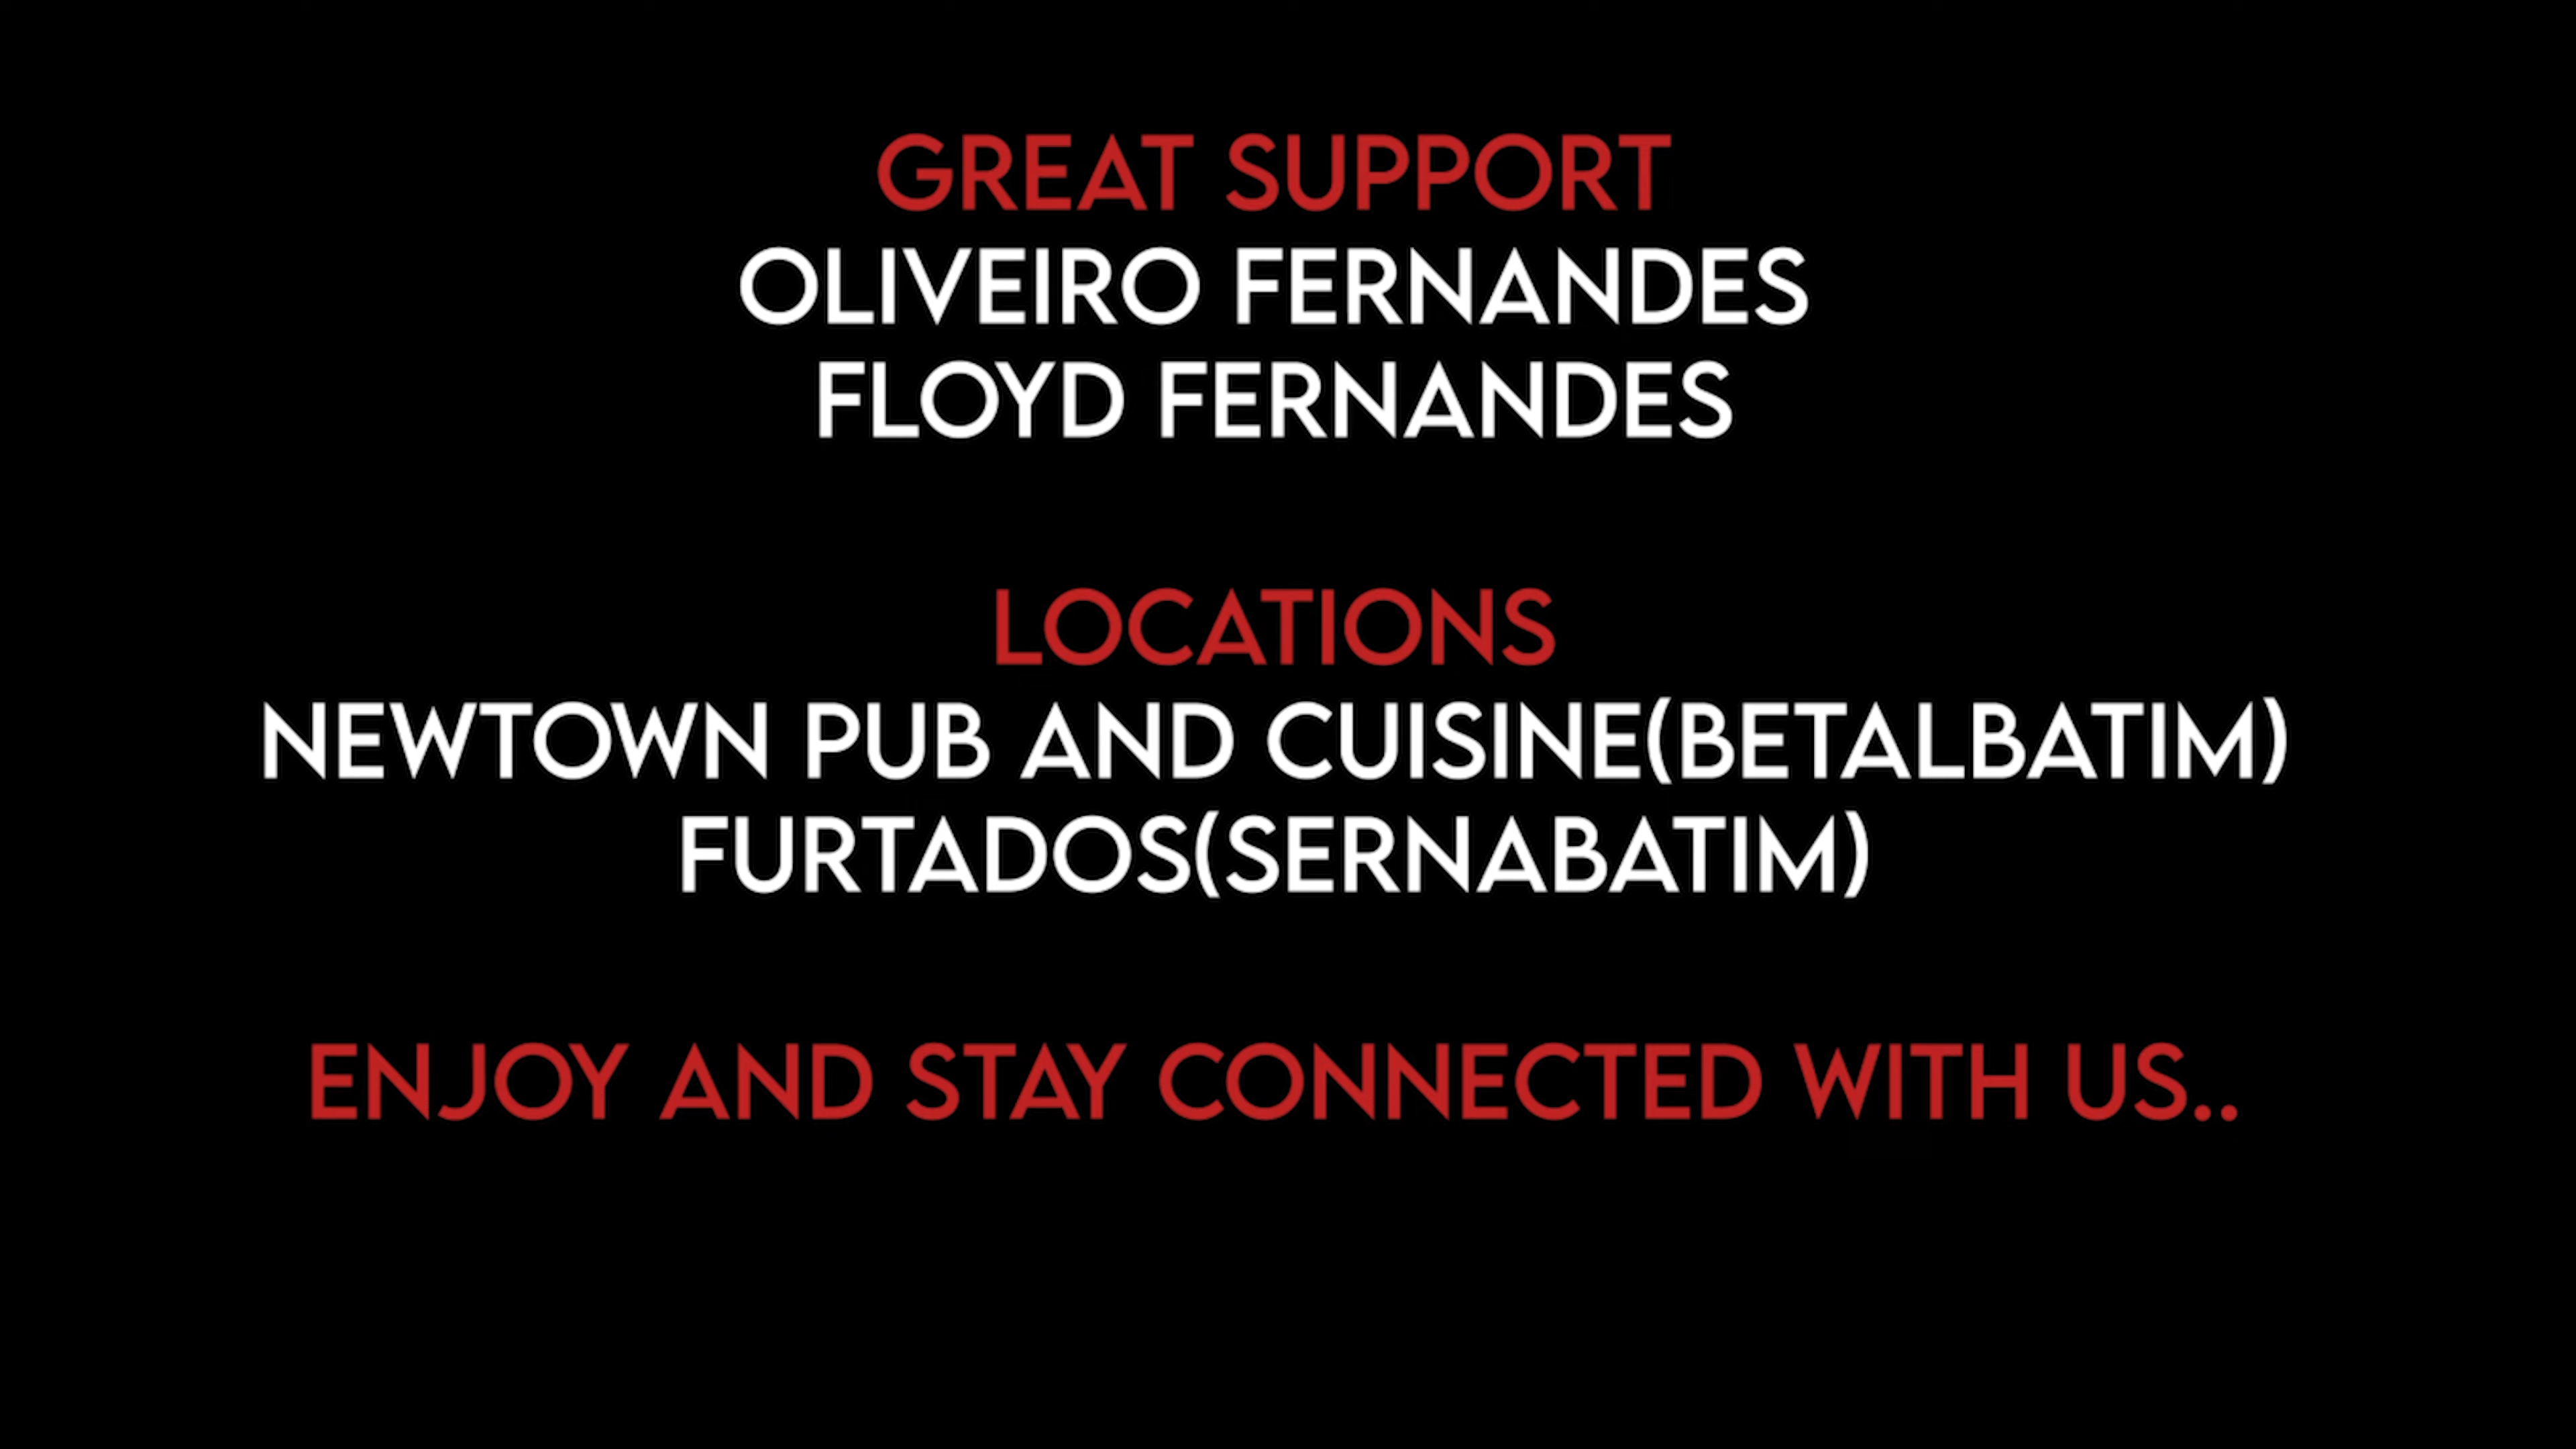 GREAT SUPPORT
OLIVEIRO FERNANDES
FLOYD FERNANDES
LOCATIONS
NEWTOWN PUB AND CUISINE(BETALBATIM)
FURTADOS(SERNABATIM)
ENJOY AND STAY CONNECTED WITH US..